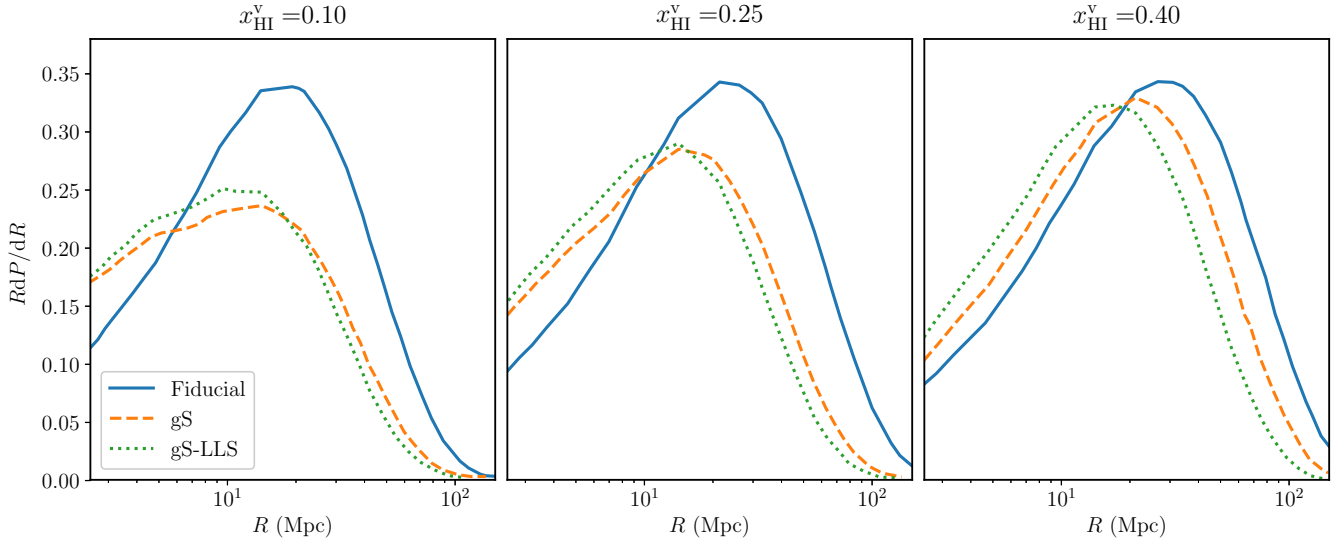 x_HI^v=0.10
x_HI^v=0.25
x_HI^v=0.40
RdP/dR
0.35
0.30
0.25
0.20
0.15
0.10
0.05
0.00
Fiducial
gS
gS-LLS
10^1 10^2
10^1 10^2
10^1 10^2
R (Mpc)
R (Mpc)
R (Mpc)